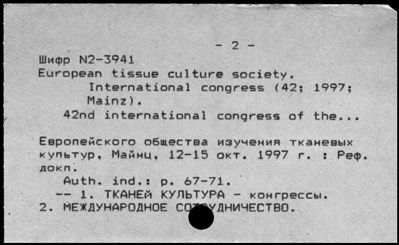 - 2 -
Шифр N2-3941
European tissue culture society.
International congress (42; 1997;
Mainz).
42nd international congress of the...
Европейского общества изучения тканевых
культур, Майнц, 12-15 окт. 1997 г. : Реф.
докл.
Auth. ind.: p. 67-71.
-- 1. ТКАНЕЙ КУЛЬТУРА - конгрессы.
2. МЕЖДУНАРОДНОЕ СОТРУДНИЧЕСТВО.